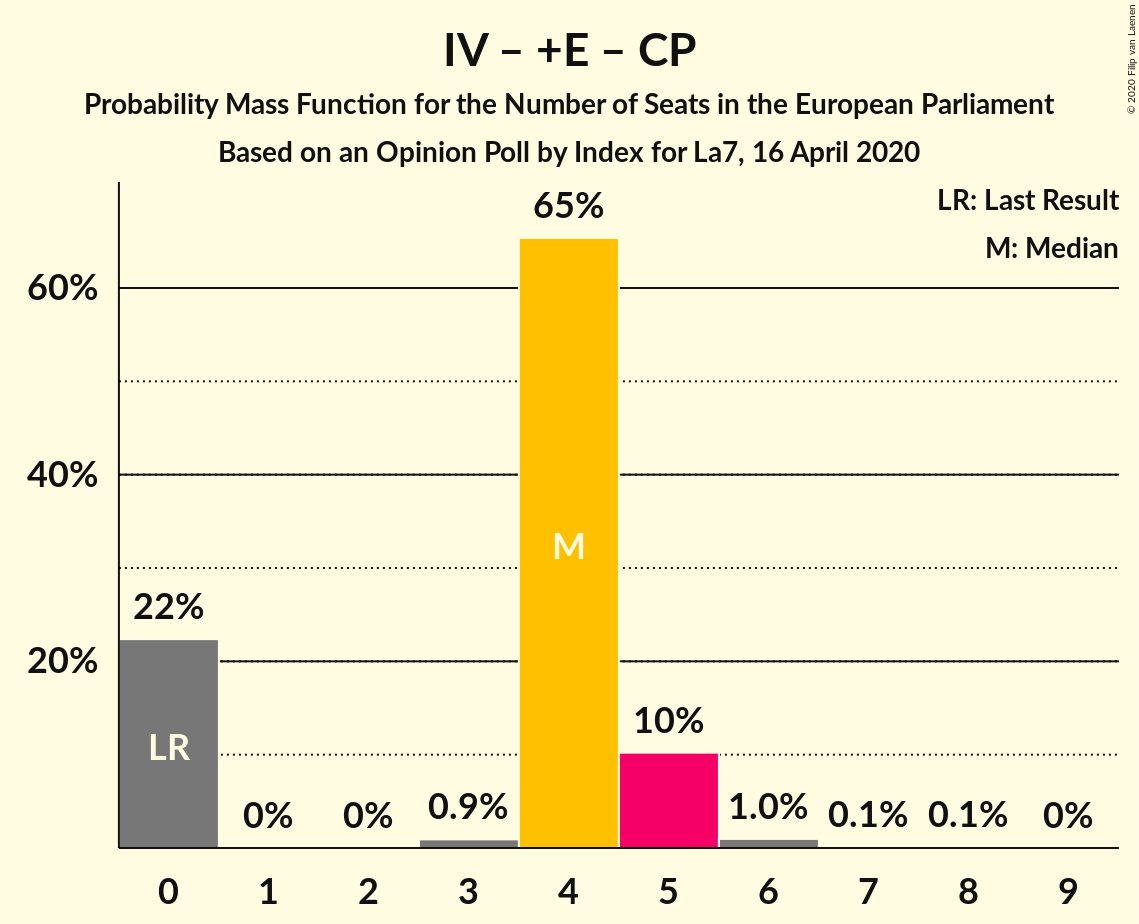 IV – +E – CP
Probability Mass Function for the Number of Seats in the European Parliament
Based on an Opinion Poll by Index for La7, 16 April 2020
© 2020 Filip van Laenen
LR: Last Result
M: Median
60%
40%
20%
22%
0%
0%
0.9%
65%
10%
1.0%
0.1%
0.1%
0%
LR
M
0 1 2 3 4 5 6 7 8 9